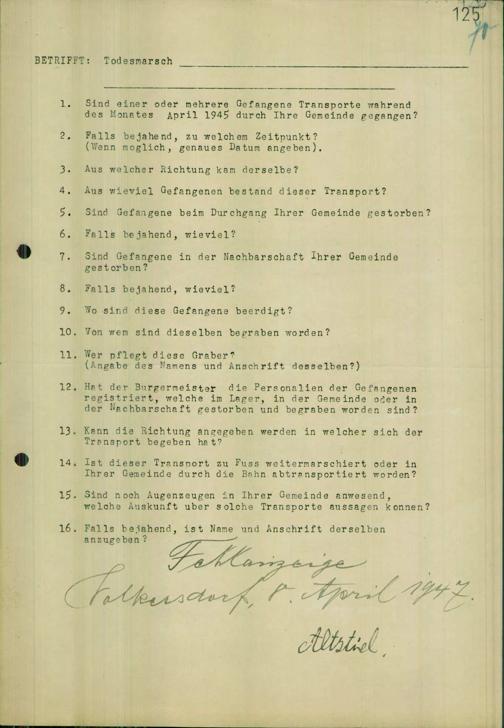 125
BETRIFFT: Todesmarsch
1. Sind einer oder mehrere Gefangene Transporte wahrend
des Monates April 1945 durch Ihre Gemeinde gegangen?
2. Falls bejahend, zu welchem Zeitpunkt?
(Wenn moglich, genaues Datum angeben).
3. Aus welcher Richtung kam derselbe?
4. Aus wieviel Gefangenen bestand dieser Transport?
5. Sind Gefangene beim Durchgang Ihrer Gemeinde gestorben?
6. Falls bejahend, wieviel?
7. Sind Gefangene in der Nachbarschaft Ihrer Gemeinde
gestorben?
8. Falls bejahend, wieviel?
9. Wo sind diese Gefangene beerdigt?
10. Von wem sind dieselben begraben worden?
11. Wer pflegt diese Graber?
(Angabe des Namens und Anschrift desselben?)
12. Hat der Burgermeister die Personalien der Gefangenen
registriert, welche im Lager, in der Gemeinde oder in
der Nachbarschaft gestorben und begraben worden sind?
13. Kann die Richtung angegeben werden in welcher sich der
Transport begeben hat?
14. Ist dieser Transport zu Fuss weitermarschiert oder in
Ihrer Gemeinde durch die Bahn abtransportiert worden?
15. Sind noch Augenzeugen in Ihrer Gemeinde anwesend,
welche Auskunft uber solche Transporte aussagen konnen?
16. Falls bejahend, ist Name und Anschrift derselben
anzugeben?
Fehlanzeige
Volkersdorf, 8. April 1947.